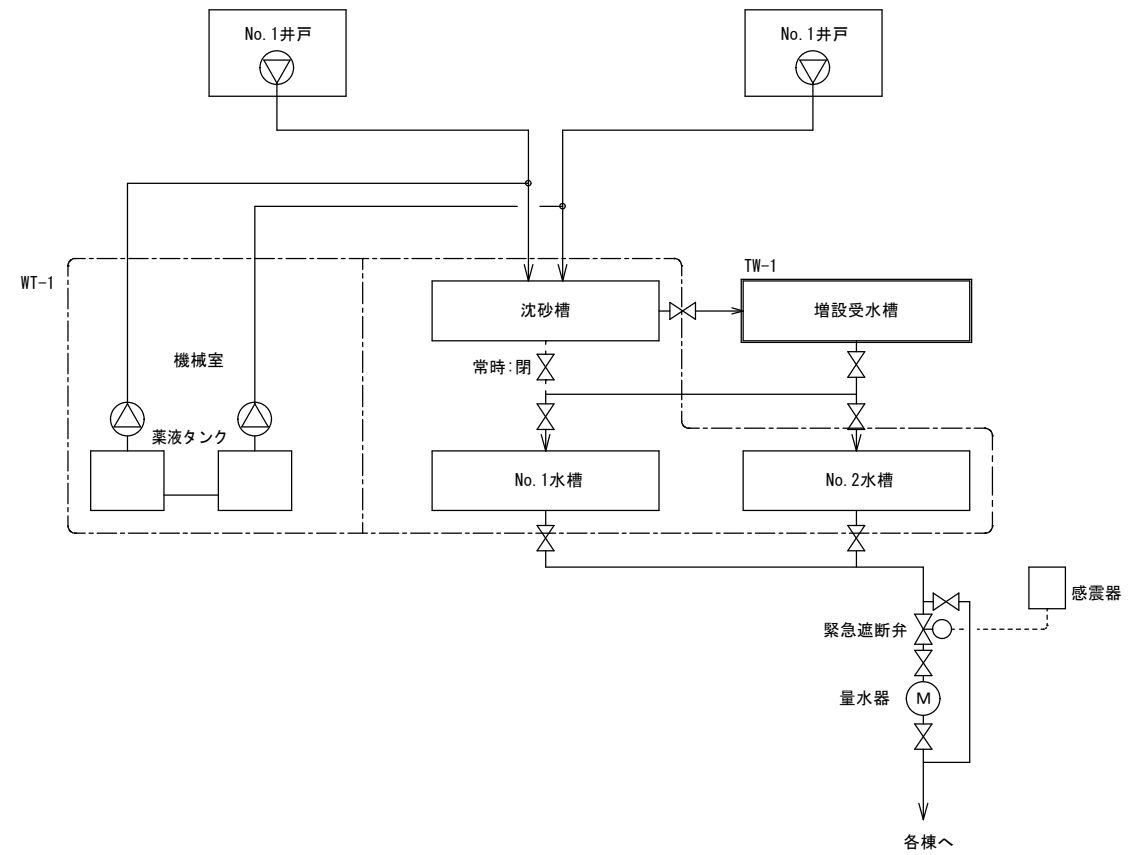 No.1井戸
No.1井戸
WT-1
TW-1
沈砂槽
増設受水槽
機械室
常時:閉
薬液タンク
No.1水槽
No.2水槽
感震器
緊急遮断弁
量水器
M
各棟へ